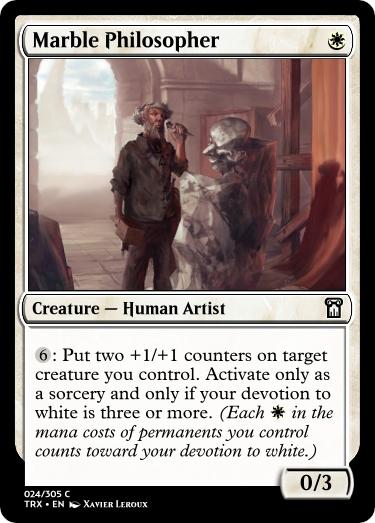 Marble Philosopher
Creature — Human Artist
6: Put two +1/+1 counters on target
creature you control. Activate only as
a sorcery and only if your devotion to
white is three or more. (Each in the
mana costs of permanents you control
counts toward your devotion to white.)
0/3
024/305 C
TRX • EN Xavier Leroux